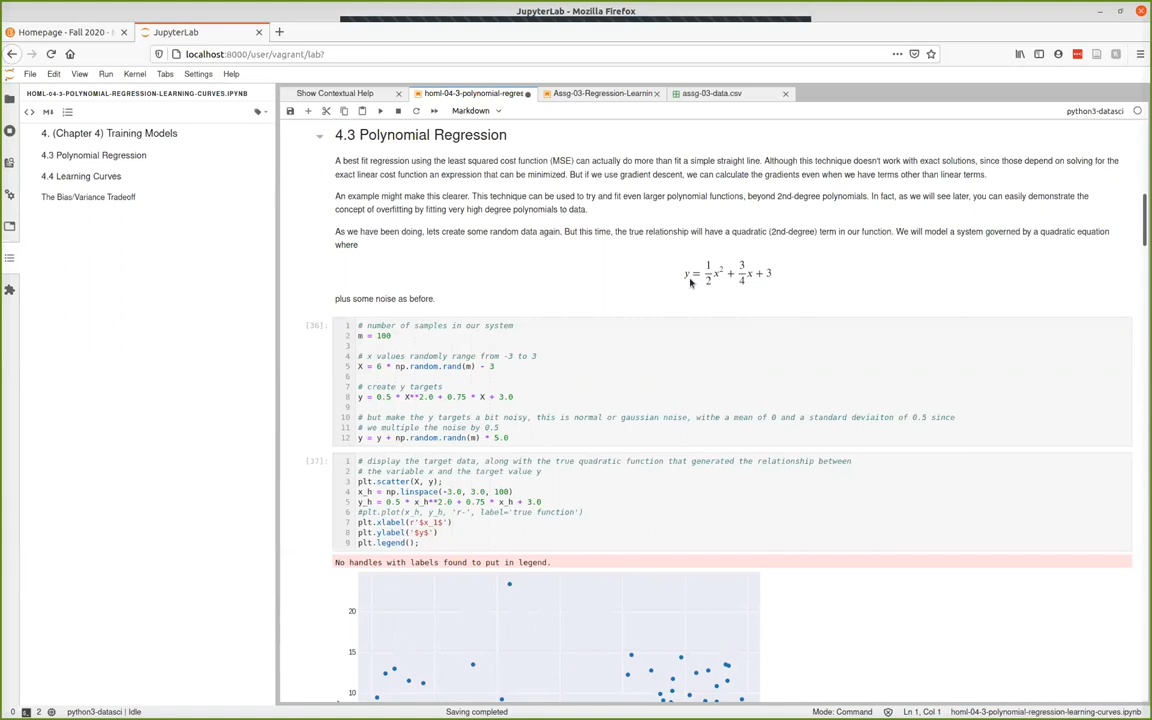 JupyterLab - Mozilla Firefox
Homepage - Fall 2020 -
JupyterLab
localhost:8000/user/vagrant/lab?
File Edit View Run Kernel Tabs Settings Help
HOML-04-3-POLYNOMIAL-REGRESSION-LEARNING-CURVES.IPYNB
Show Contextual Help
homl-04-3-polynomial-regres
Assg-03-Regression-Learnin
assg-03-data.csv
Markdown
python3-datasci
4. (Chapter 4) Training Models
4.3 Polynomial Regression
4.4 Learning Curves
The Bias/Variance Tradeoff
4.3 Polynomial Regression
A best fit regression using the least squared cost function (MSE) can actually do more than fit a simple straight line. Although this technique doesn't work with exact solutions, since those depend on solving for the
exact linear cost function an expression that can be minimized. But if we use gradient descent, we can calculate the gradients even when we have terms other than linear terms.
An example might make this clearer. This technique can be used to try and fit even larger polynomial functions, beyond 2nd-degree polynomials. In fact, as we will see later, you can easily demonstrate the
concept of overfitting by fitting very high degree polynomials to data.
As we have been doing, lets create some random data again. But this time, the true relationship will have a quadratic (2nd-degree) term in our function. We will model a system governed by a quadratic equation
where
y = 1/2 x² + 3/4 x + 3
plus some noise as before.
[36]:
1 # number of samples in our system
2 m = 100
3
4 # x values randomly range from -3 to 3
5 X = 6 * np.random.rand(m) - 3
6
7 # create y targets
8 y = 0.5 * X**2.0 + 0.75 * X + 3.0
9
10 # but make the y targets a bit noisy, this is normal or gaussian noise, withe a mean of 0 and a standard deviaiton of 0.5 since
11 # we multiple the noise by 0.5
12 y = y + np.random.randn(m) * 5.0
[37]:
1 # display the target data, along with the true quadratic function that generated the relationship between
2 # the variable x and the target value y
3 plt.scatter(X, y);
4 x_h = np.linspace(-3.0, 3.0, 100)
5 y_h = 0.5 * x_h**2.0 + 0.75 * x_h + 3.0
6 #plt.plot(x_h, y_h, 'r-', label='true function')
7 plt.xlabel(r'$x_1$')
8 plt.ylabel('$y$')
9 plt.legend();
No handles with labels found to put in legend.
20
15
10
0
2
python3-datasci | Idle
Saving completed
Mode: Command
Ln 1, Col 1
homl-04-3-polynomial-regression-learning-curves.ipynb